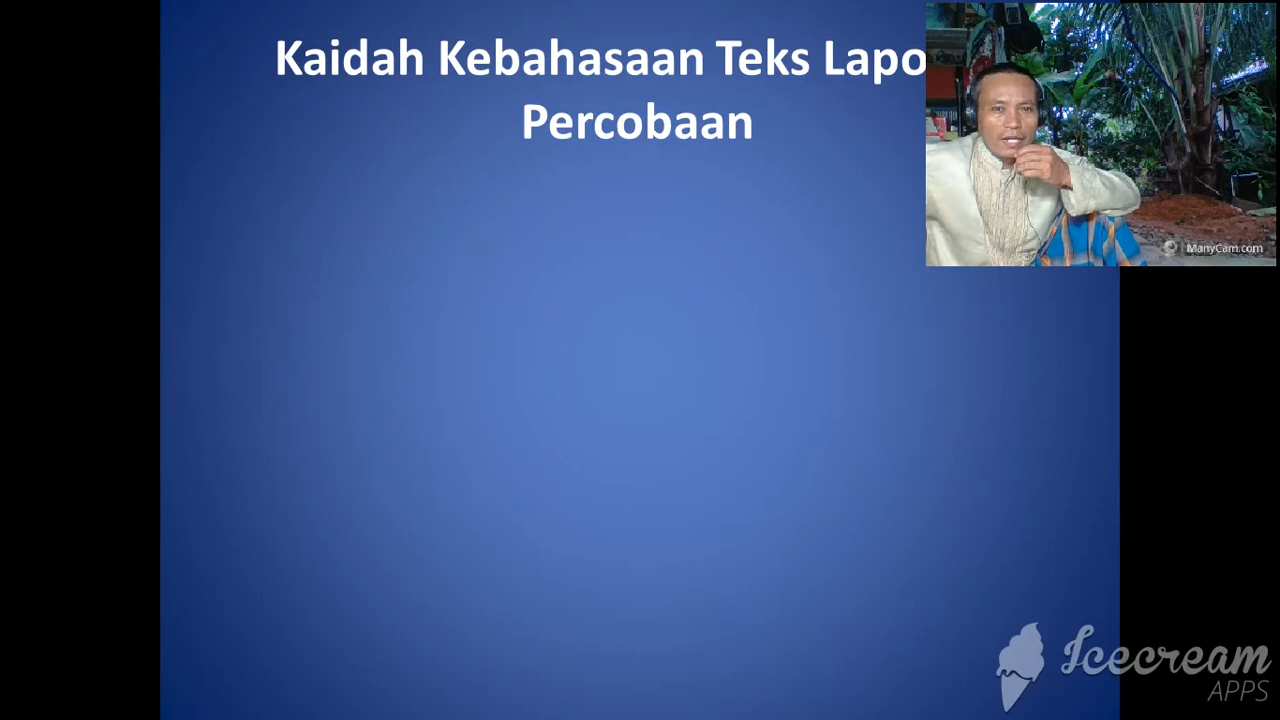 Kaidah Kebahasaan Teks Lapo
Percobaan
ManyCam.com
Icecream
APPS